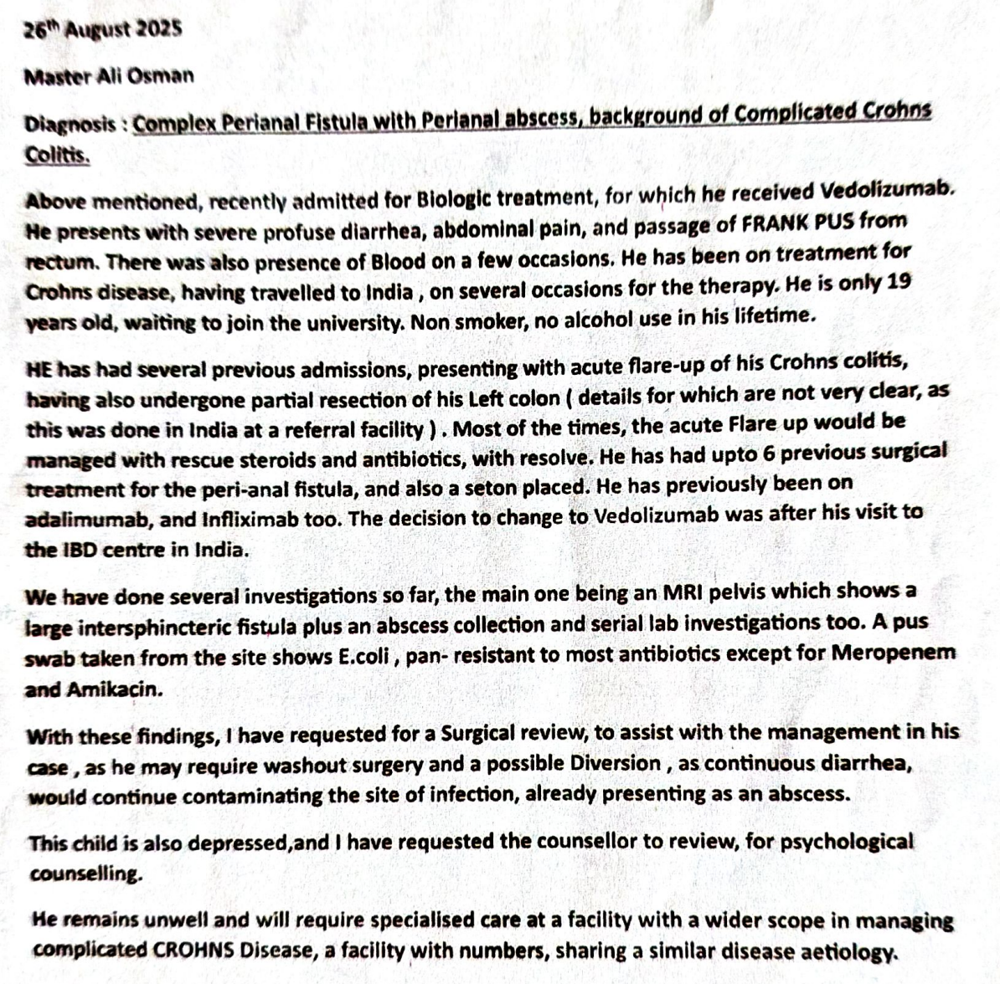 26th August 2025
Master Ali Osman
Diagnosis : Complex Perianal Fistula with Perianal abscess, background of Complicated Crohns
Colitis.
Above mentioned, recently admitted for Biologic treatment, for which he received Vedolizumab.
He presents with severe profuse diarrhea, abdominal pain, and passage of FRANK PUS from
rectum. There was also presence of Blood on a few occasions. He has been on treatment for
Crohns disease, having travelled to India , on several occasions for the therapy. He is only 19
years old, waiting to join the university. Non smoker, no alcohol use in his lifetime.
HE has had several previous admissions, presenting with acute flare-up of his Crohns colitis,
having also undergone partial resection of his Left colon ( details for which are not very clear, as
this was done in India at a referral facility ) . Most of the times, the acute Flare up would be
managed with rescue steroids and antibiotics, with resolve. He has had upto 6 previous surgical
treatment for the peri-anal fistula, and also a seton placed. He has previously been on
adalimumab, and Infliximab too. The decision to change to Vedolizumab was after his visit to
the IBD centre in India.
We have done several investigations so far, the main one being an MRI pelvis which shows a
large intersphincteric fistula plus an abscess collection and serial lab investigations too. A pus
swab taken from the site shows E.coli , pan- resistant to most antibiotics except for Meropenem
and Amikacin.
With these findings, I have requested for a Surgical review, to assist with the management in his
case , as he may require washout surgery and a possible Diversion , as continuous diarrhea,
would continue contaminating the site of infection, already presenting as an abscess.
This child is also depressed,and I have requested the counsellor to review, for psychological
counselling.
He remains unwell and will require specialised care at a facility with a wider scope in managing
complicated CROHNS Disease, a facility with numbers, sharing a similar disease aetiology.